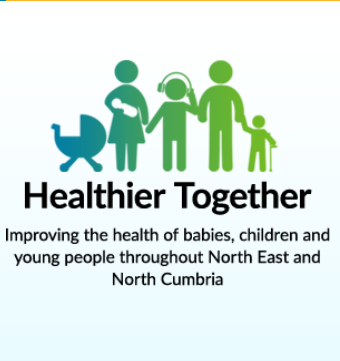 Healthier Together
Improving the health of babies, children and
young people throughout North East and
North Cumbria